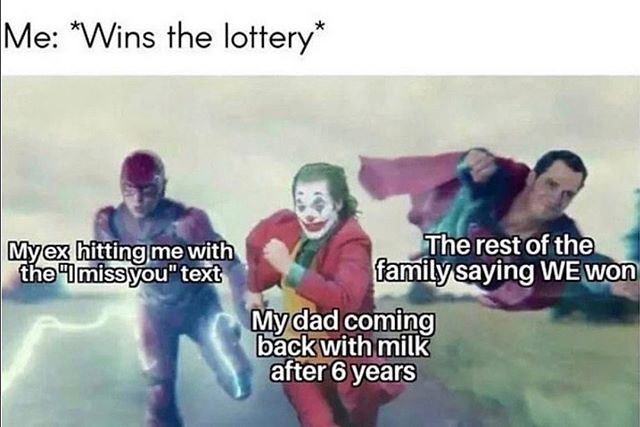 Me: *Wins the lottery*
My ex hitting me with
the "I miss you" text
The rest of the
family saying WE won
My dad coming
back with milk
after 6 years